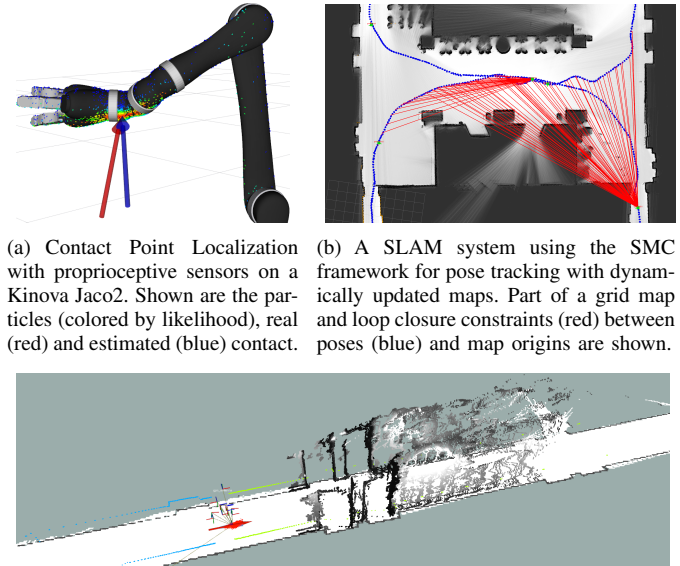 (a) Contact Point Localization
with proprioceptive sensors on a
Kinova Jaco2. Shown are the par-
ticles (colored by likelihood), real
(red) and estimated (blue) contact.
(b) A SLAM system using the SMC
framework for pose tracking with dynam-
ically updated maps. Part of a grid map
and loop closure constraints (red) between
poses (blue) and map origins are shown.